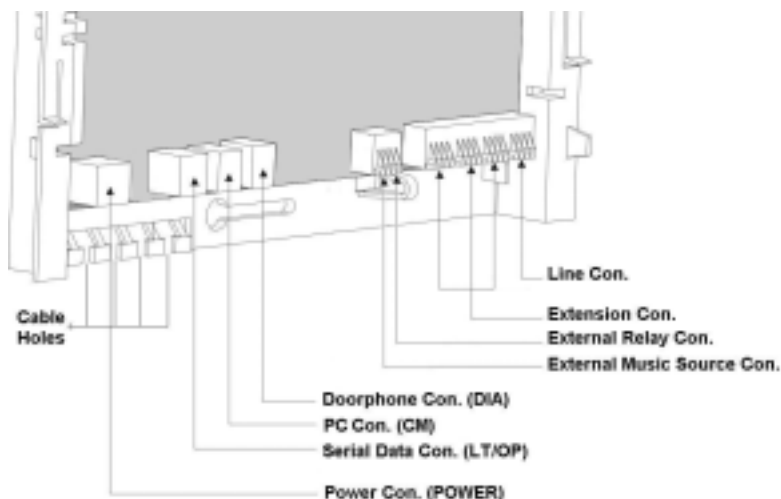 Line Con.
Extension Con.
External Relay Con.
External Music Source Con.
Cable
Holes
Doorphone Con. (DIA)
PC Con. (CM)
Serial Data Con. (LT/OP)
Power Con. (POWER)